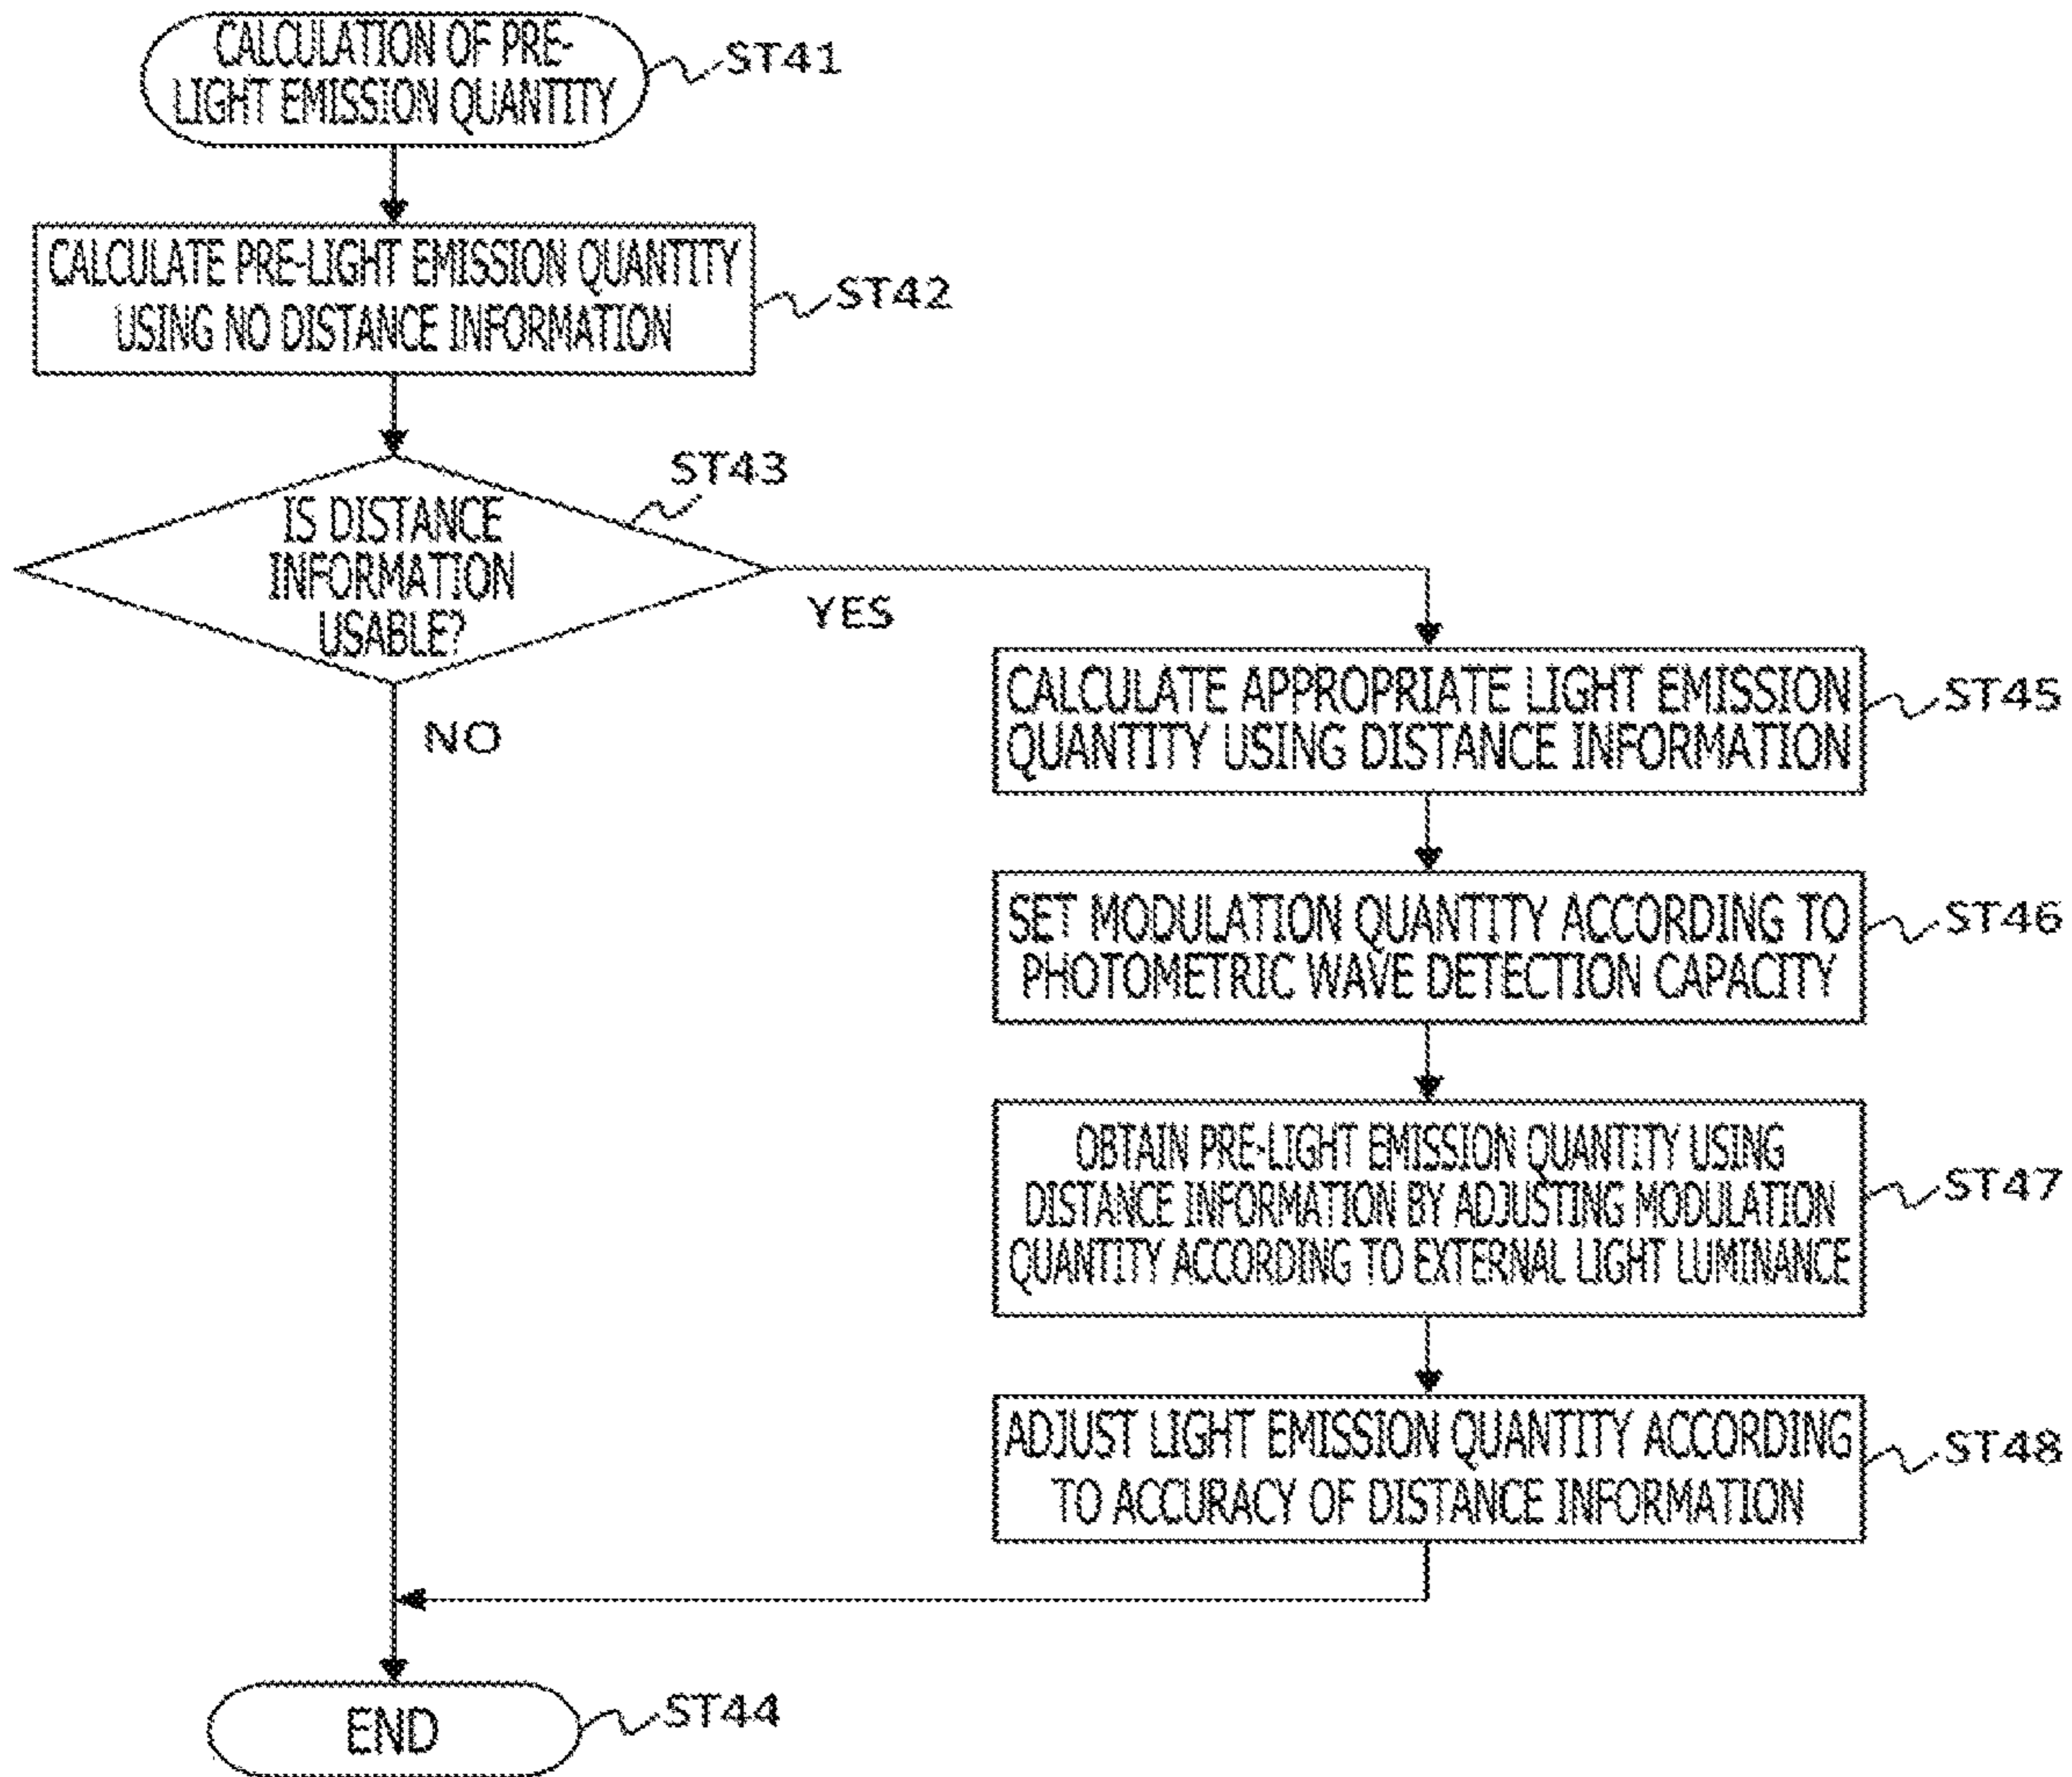 CALCULATION OF PRE-
LIGHT EMISSION QUANTITY
ST41
CALCULATE PRE-LIGHT EMISSION QUANTITY
USING NO DISTANCE INFORMATION
ST42
ST43
IS DISTANCE
INFORMATION
USABLE?
YES
NO
CALCULATE APPROPRIATE LIGHT EMISSION
QUANTITY USING DISTANCE INFORMATION
ST45
SET MODULATION QUANTITY ACCORDING TO
PHOTOMETRIC WAVE DETECTION CAPACITY
ST46
OBTAIN PRE-LIGHT EMISSION QUANTITY USING
DISTANCE INFORMATION BY ADJUSTING MODULATION
QUANTITY ACCORDING TO EXTERNAL LIGHT LUMINANCE
ST47
ADJUST LIGHT EMISSION QUANTITY ACCORDING
TO ACCURACY OF DISTANCE INFORMATION
ST48
END
ST44